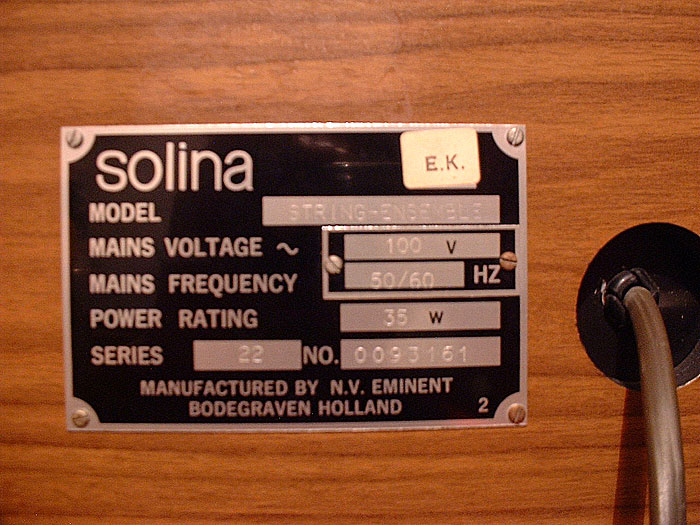 solina
E.K.
MODEL STRING-ENSEMBLE
MAINS VOLTAGE ~ 100 V
MAINS FREQUENCY 50/60 HZ
POWER RATING 35 W
SERIES 22 NO. 0093161
MANUFACTURED BY N.V. EMINENT
BODEGRAVEN HOLLAND 2